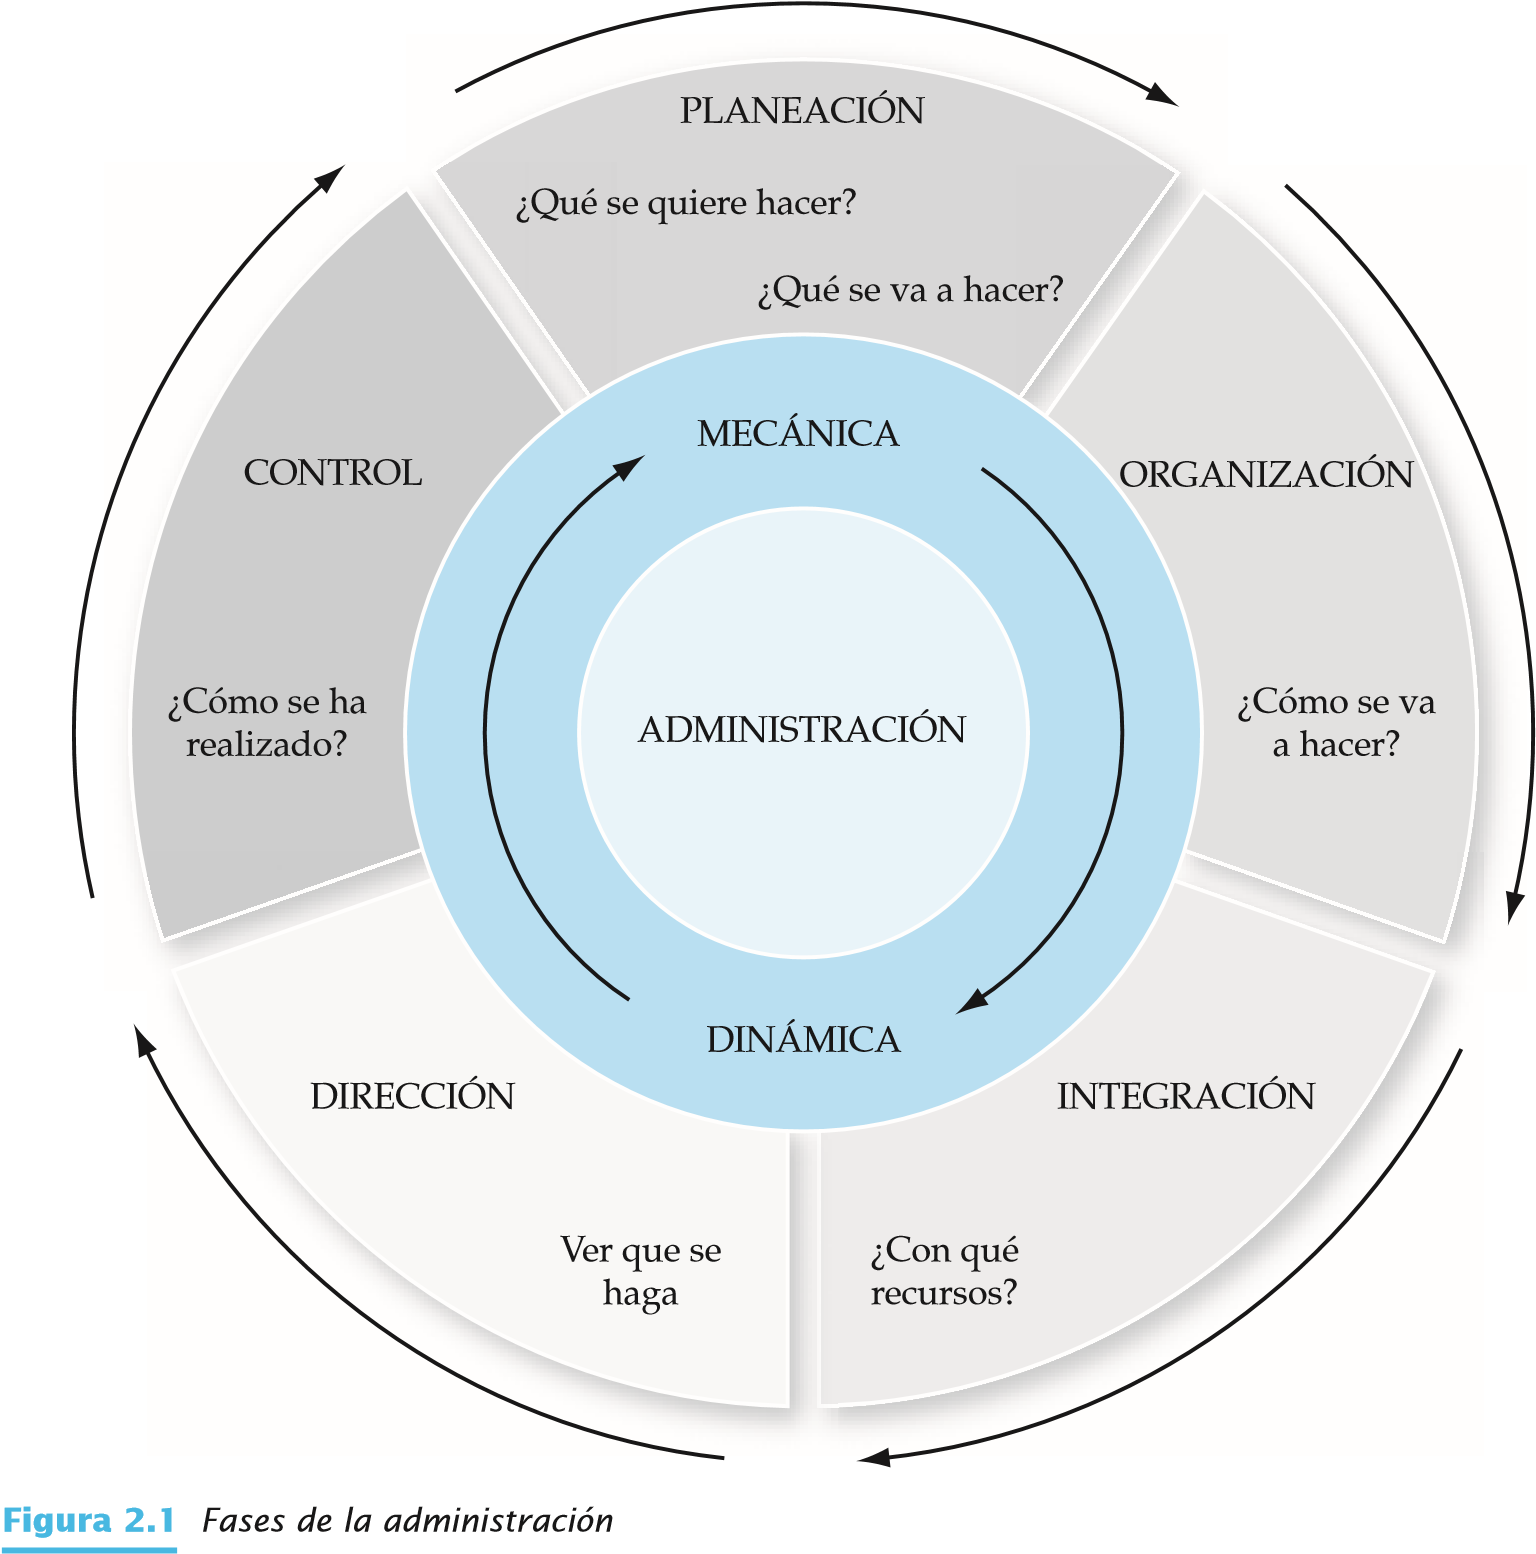 PLANEACIÓN
¿Qué se quiere hacer?
¿Qué se va a hacer?
MECÁNICA
CONTROL
ORGANIZACIÓN
¿Cómo se ha
realizado?
ADMINISTRACIÓN
¿Cómo se va
a hacer?
DINÁMICA
DIRECCIÓN
INTEGRACIÓN
Ver que se
haga
¿Con qué
recursos?
Figura 2.1 Fases de la administración